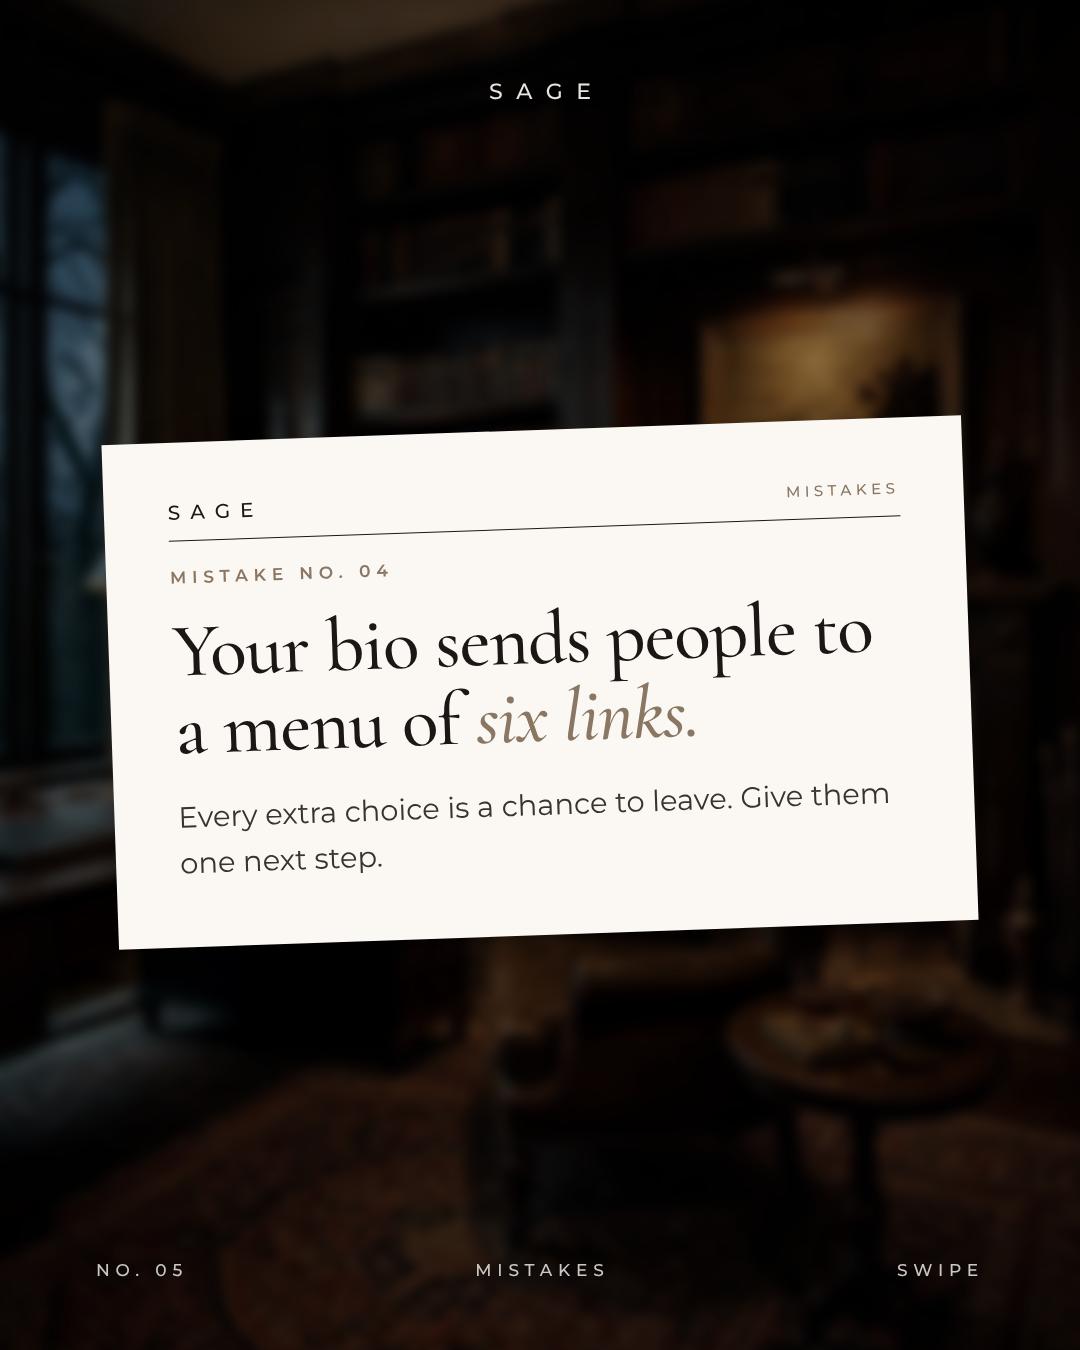 SAGE
SAGE
MISTAKES
MISTAKE NO. 04
Your bio sends people to
a menu of six links.
Every extra choice is a chance to leave. Give them
one next step.
NO. 05
MISTAKES
SWIPE